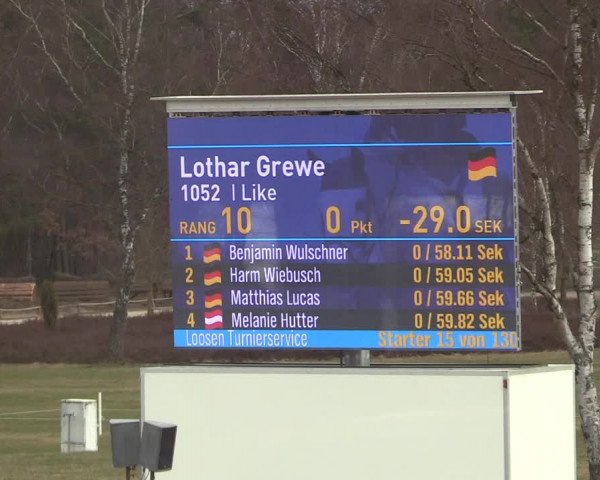 Lothar Grewe
1052 I Like
RANG 10 0 Pkt -29.0 SEK
1 Benjamin Wulschner 0 / 58.11 Sek
2 Harm Wiebusch 0 / 59.05 Sek
3 Matthias Lucas 0 / 59.66 Sek
4 Melanie Hutter 0 / 59.82 Sek
Loosen Turnierservice Starter 15 von 130